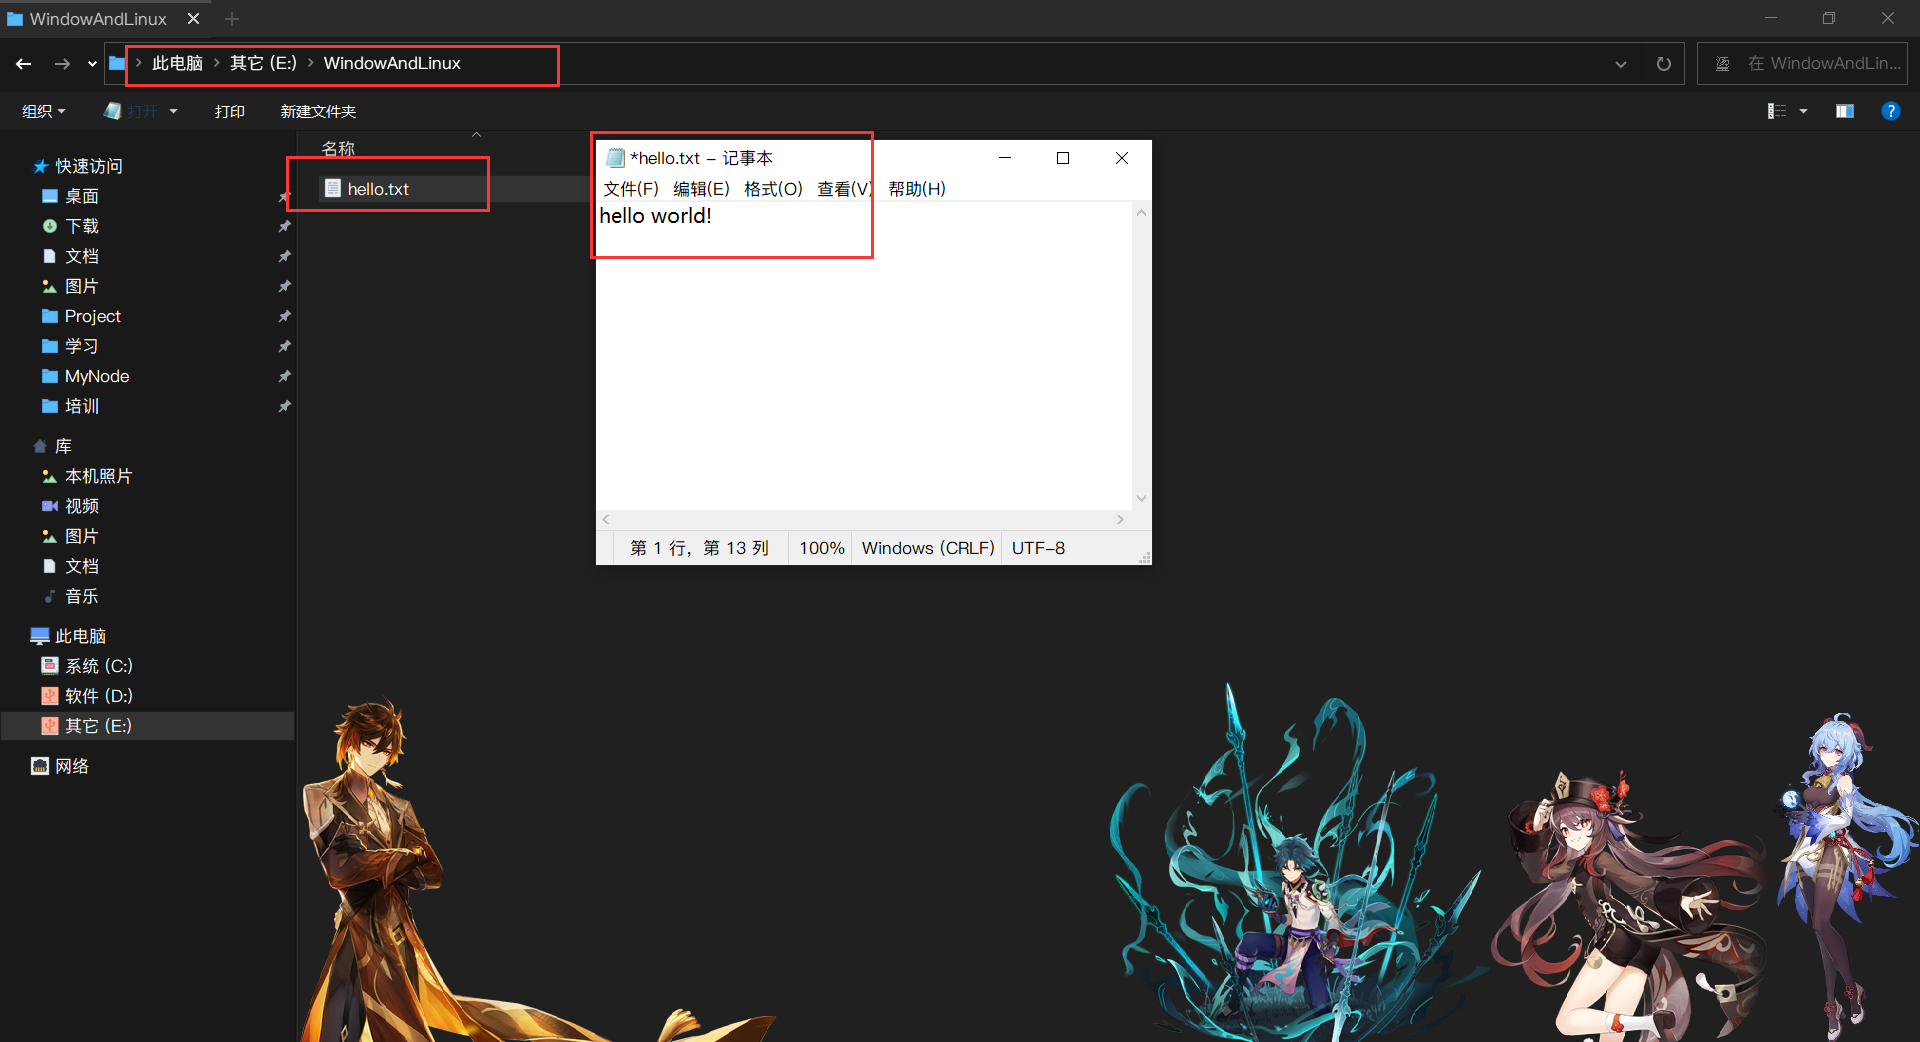 WindowAndLinux
此电脑 其它 (E:) WindowAndLinux
在 WindowAndLin...
组织 打开 打印 新建文件夹
名称
hello.txt
快速访问
桌面
下载
文档
图片
Project
学习
MyNode
培训
库
本机照片
视频
图片
文档
音乐
此电脑
系统 (C:)
软件 (D:)
其它 (E:)
网络
*hello.txt - 记事本
文件(F) 编辑(E) 格式(O) 查看(V) 帮助(H)
hello world!
第 1 行，第 13 列 100% Windows (CRLF) UTF-8